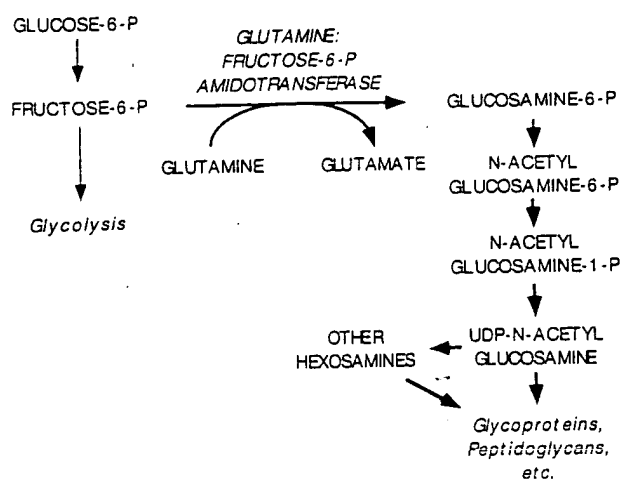 GLUCOSE-6-P
GLUTAMINE:
FRUCTOSE-6-P
AMIDOTRANSFERASE
FRUCTOSE-6-P
GLUCOSAMINE-6-P
GLUTAMINE
GLUTAMATE
N-ACETYL
GLUCOSAMINE-6-P
Glycolysis
N-ACETYL
GLUCOSAMINE-1-P
OTHER
HEXOSAMINES
UDP-N-ACETYL
GLUCOSAMINE
Glycoproteins,
Peptidoglycans,
etc.